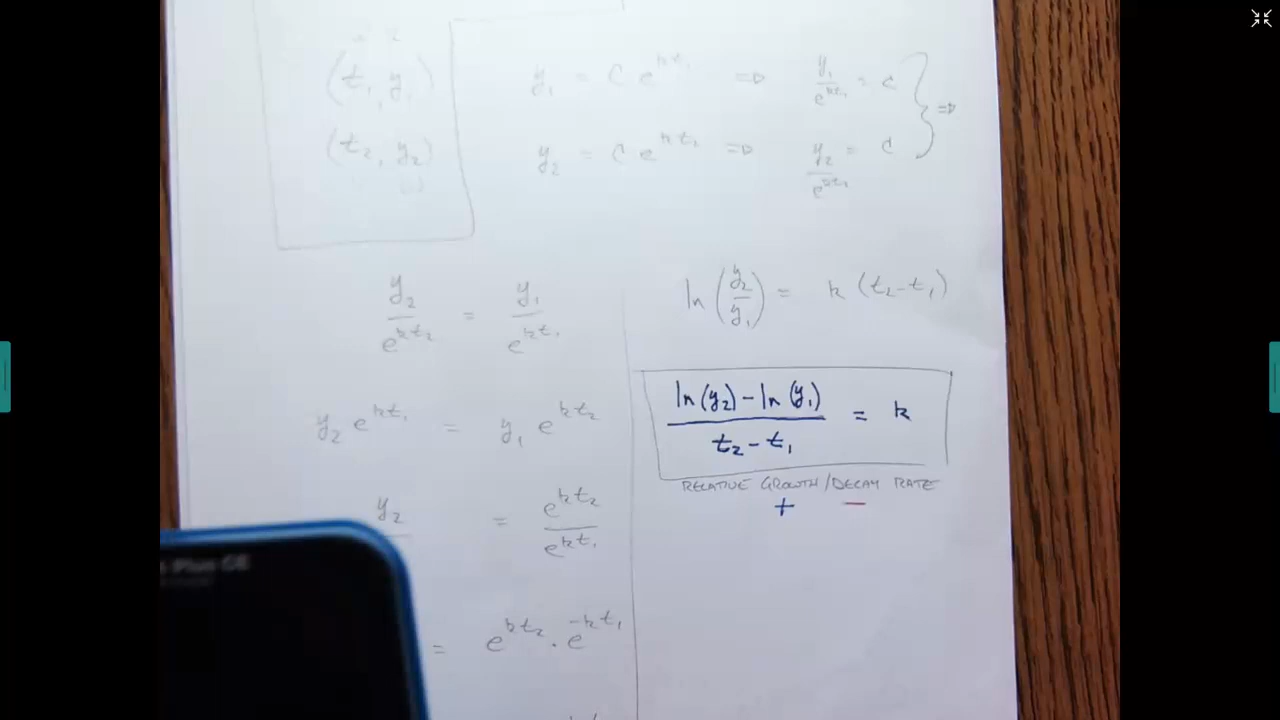 (t₁, y₁)
y₁ = C e^{kt₁} ⇒ y₁/e^{kt₁} = C
⇒
(t₂, y₂)
y₂ = C e^{kt₂} ⇒ y₂/e^{kt₂} = C
y₂/e^{kt₂} = y₁/e^{kt₁}
y₂ e^{kt₁} = y₁ e^{kt₂}
y₂ = e^{kt₂}/e^{kt₁}
= e^{kt₂} · e^{-kt₁}
ln(y₂/y₁) = k (t₂-t₁)
(ln(y₂) - ln(y₁))/(t₂ - t₁) = k
RELATIVE GROWTH/DECAY RATE
+ −
Plus CE